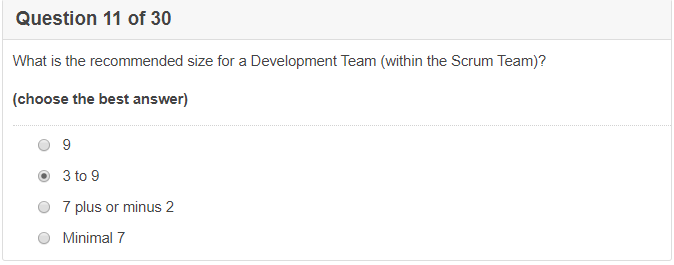 Question 11 of 30
What is the recommended size for a Development Team (within the Scrum Team)?
(choose the best answer)
9
3 to 9
7 plus or minus 2
Minimal 7